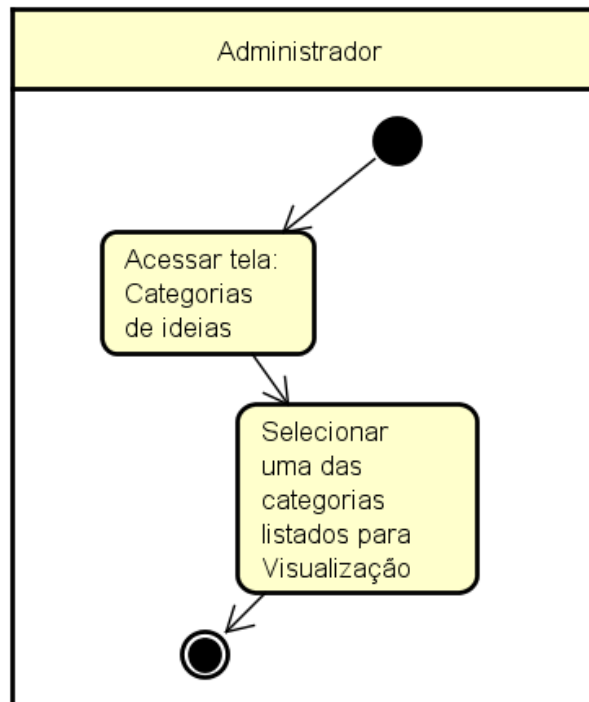 Administrador
Acessar tela:
Categorias
de ideias
Selecionar
uma das
categorias
listados para
Visualização